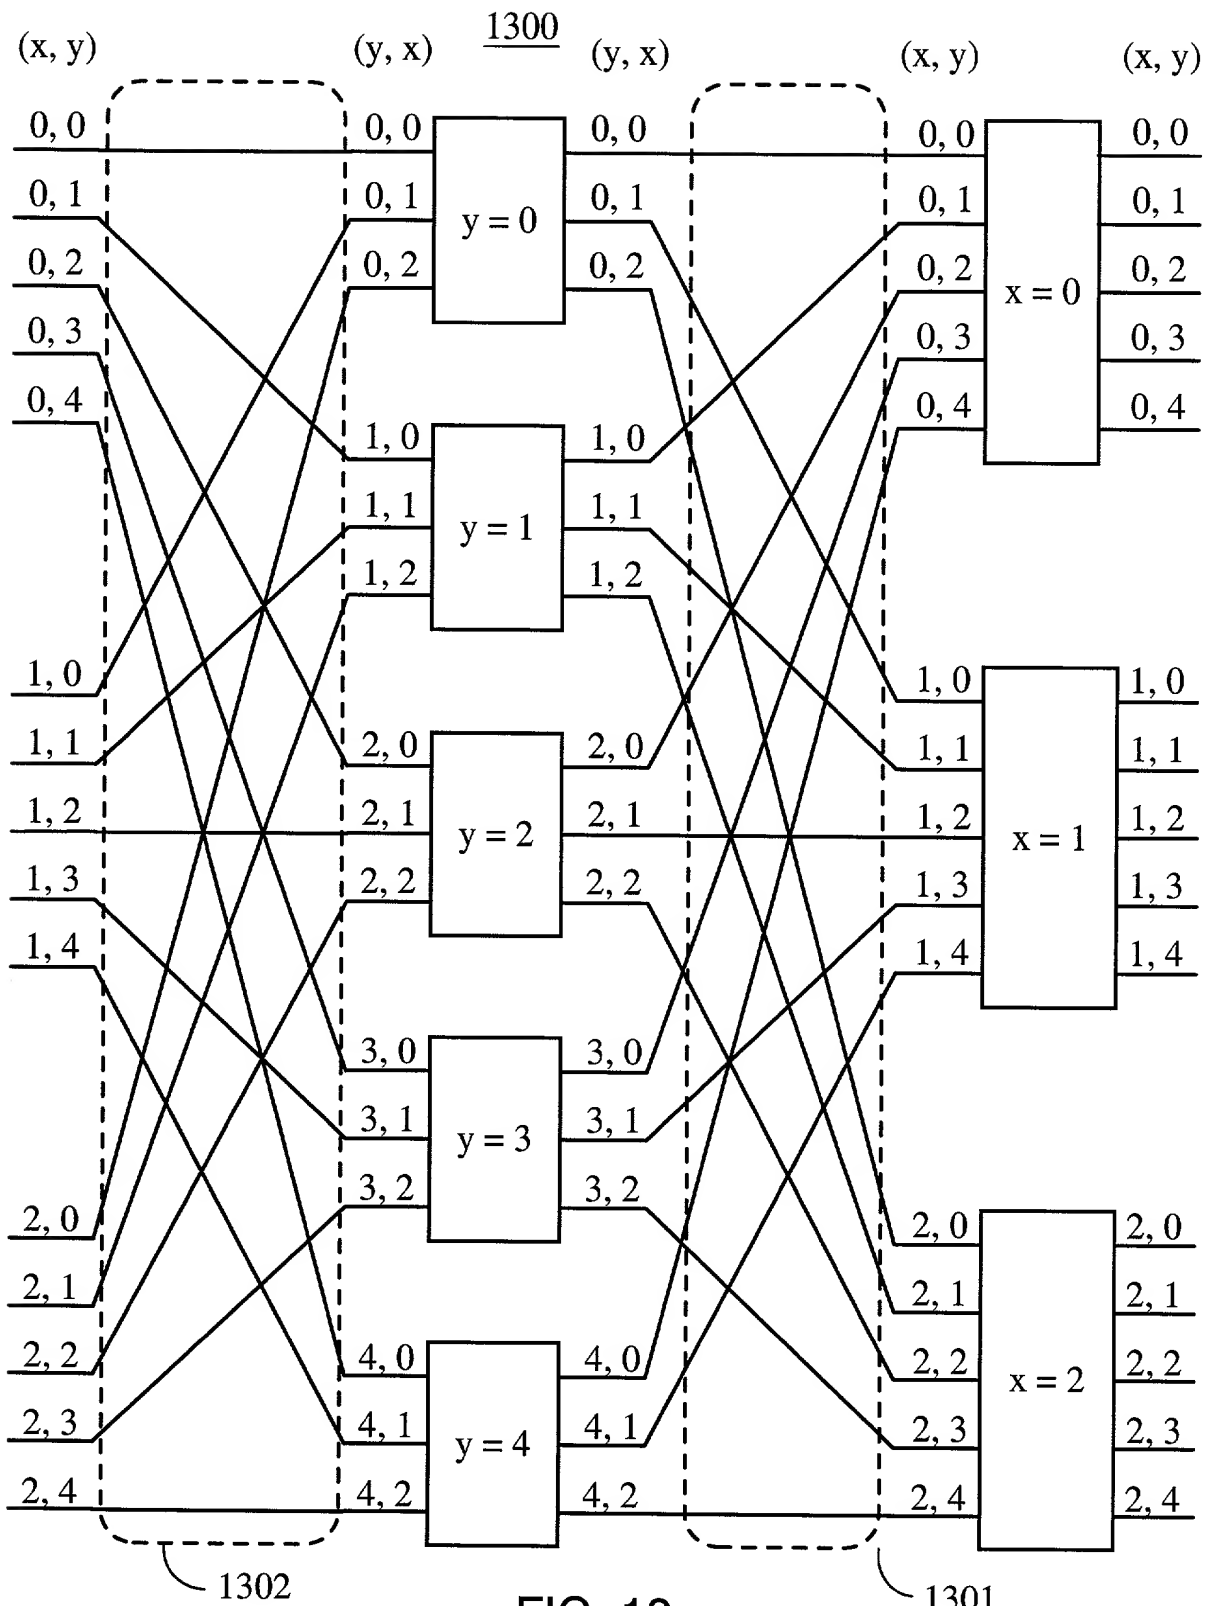 1300
(x, y) (y, x) (y, x) (x, y) (x, y)
0, 0 0, 0 0, 0 0, 0 0, 0
0, 1 0, 1 0, 1 0, 1 0, 1
y = 0
0, 2 0, 2 0, 2 0, 2 0, 2
x = 0
0, 3 0, 3 0, 3
0, 4 0, 4 0, 4
1, 0 1, 0
1, 1 1, 1
y = 1
1, 2 1, 2
1, 0 1, 0 1, 0
1, 1 2, 0 2, 0 1, 1 1, 1
1, 2 2, 1 2, 1 1, 2 1, 2
y = 2 x = 1
1, 3 2, 2 2, 2 1, 3 1, 3
1, 4 1, 4 1, 4
3, 0 3, 0
3, 1 3, 1
y = 3
3, 2 3, 2
2, 0 2, 0 2, 0
2, 1 2, 1 2, 1
2, 2 4, 0 4, 0 2, 2 2, 2
x = 2
2, 3 4, 1 4, 1 2, 3 2, 3
y = 4
2, 4 4, 2 4, 2 2, 4 2, 4
1302 1301